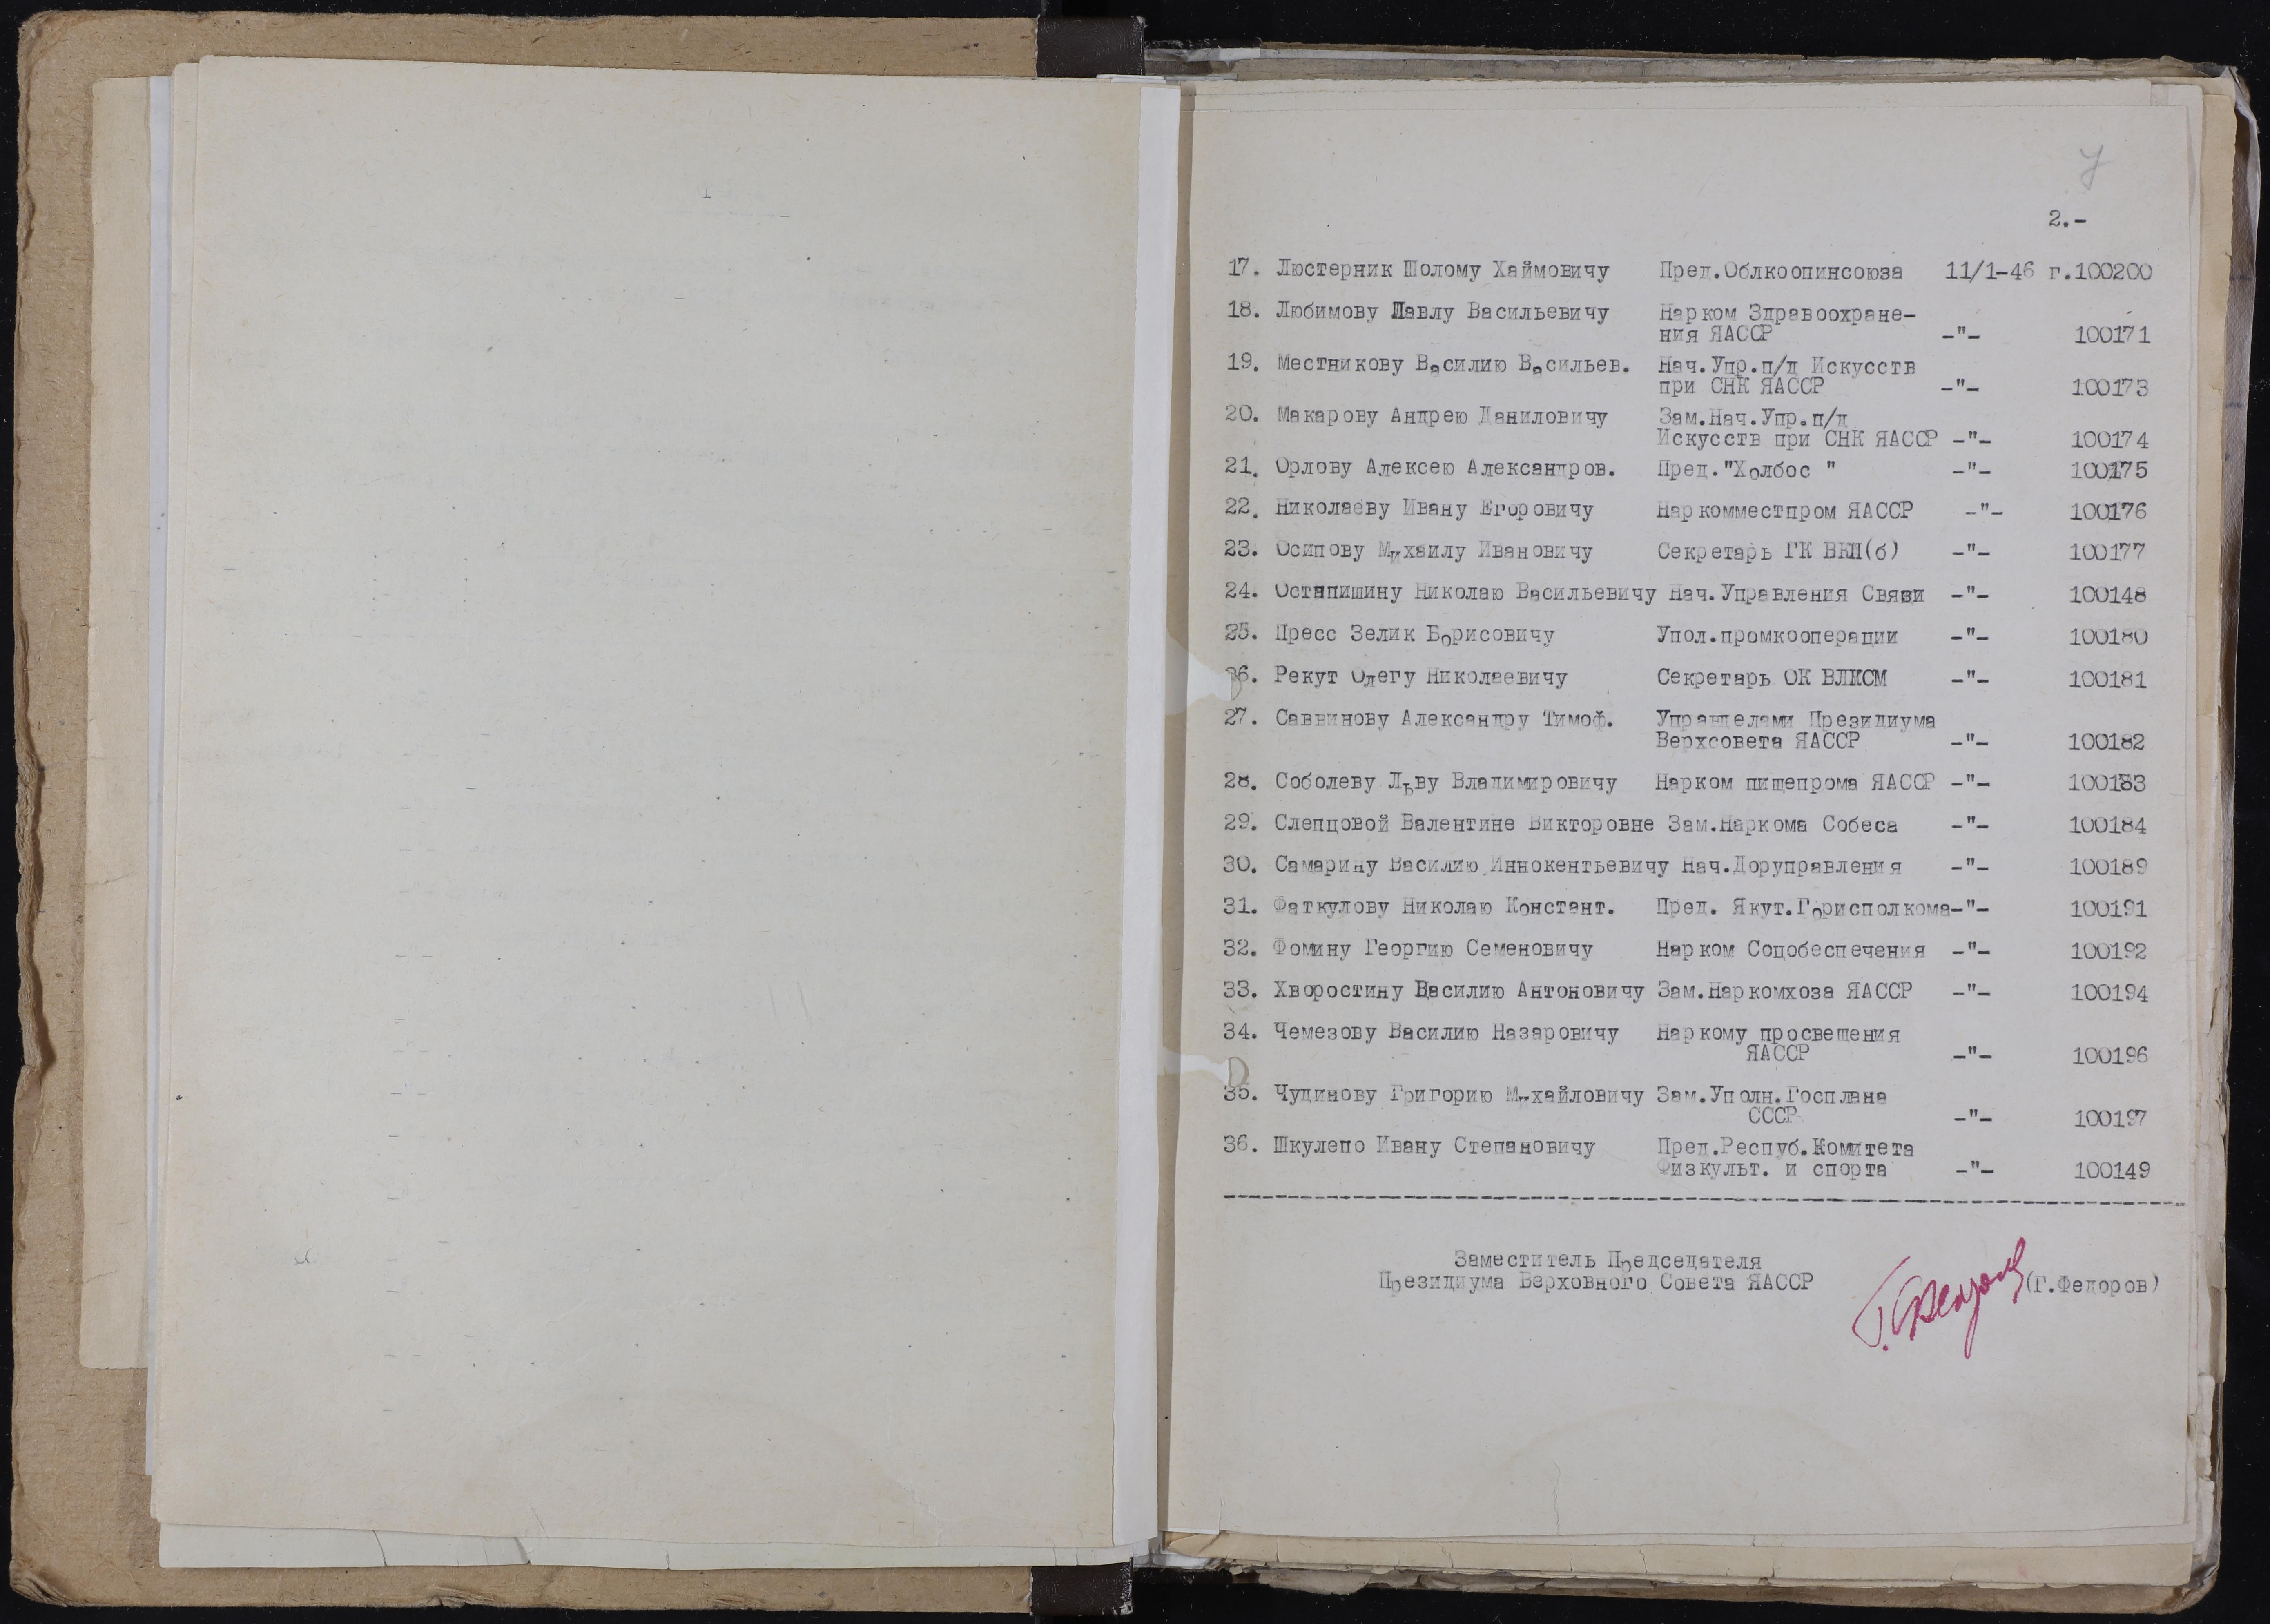 7
2.-
17. Люстерник Шолому Хаймовичу Пред.Облкоопинсоюза 11/1-46 г.100200
18. Любимову Павлу Васильевичу Нарком Здравоохране-
ния ЯАССР -"- 100171
19. Местникову Василию Васильев. Нач.Упр.п/д Искусств
при СНК ЯАССР -"- 100173
20. Макарову Андрею Даниловичу Зам.Нач.Упр.п/д
Искусств при СНК ЯАССР -"- 100174
21. Орлову Алексею Александров. Пред."Холбос " -"- 100175
22. Николаеву Ивану Егоровичу Наркомместпром ЯАССР -"- 100176
23. Осипову Михаилу Ивановичу Секретарь ГК ВКП(б) -"- 100177
24. Остапишину Николаю Васильевичу Нач.Управления Связи -"- 100148
25. Пресс Зелик Борисовичу Упол.промкооперации -"- 100180
26. Рекут Олегу Николаевичу Секретарь ОК ВЛКСМ -"- 100181
27. Саввинову Александру Тимоф. Управделами Президиума
Верхсовета ЯАССР -"- 100182
28. Соболеву Льву Владимировичу Нарком пищепрома ЯАССР -"- 100183
29. Слепцовой Валентине Викторовне Зам.Наркома Собеса -"- 100184
30. Самарину Василию Иннокентьевичу Нач.Доруправления -"- 100189
31. Фаткулову Николаю Констант. Пред. Якут.Горисполкома-"- 100191
32. Фомину Георгию Семеновичу Нарком Соцобеспечения -"- 100192
33. Хворостину Василию Антоновичу Зам.Наркомхоза ЯАССР -"- 100194
34. Чемезову Василию Назаровичу Наркому просвещения
ЯАССР -"- 100196
35. Чудинову Григорию Михайловичу Зам.Уполн.Госплана
СССР -"- 100197
36. Шкулепо Ивану Степановичу Пред.Респуб.Комитета
Физкульт. и спорта -"- 100149
Заместитель Председателя
Президиума Верховного Совета ЯАССР Г.Федоров (Г.Федоров)